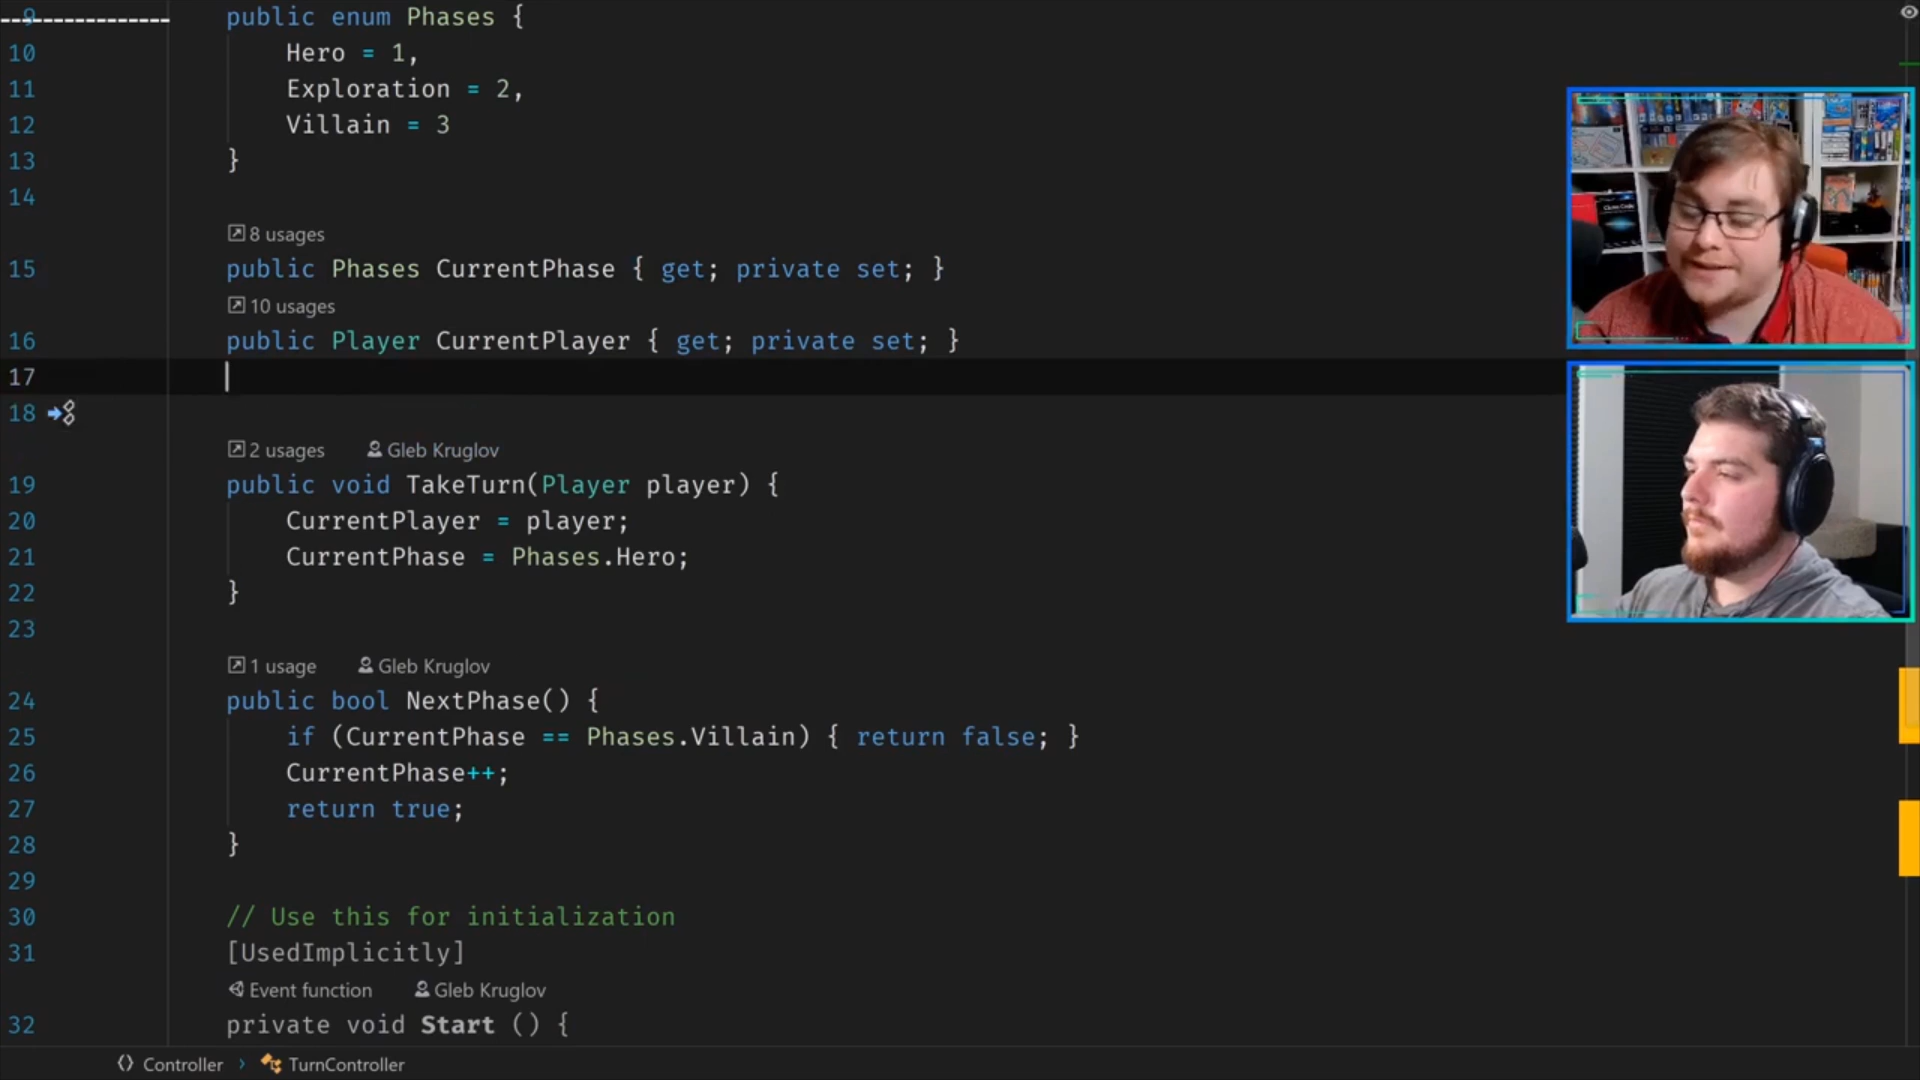 9 public enum Phases {
10 Hero = 1,
11 Exploration = 2,
12 Villain = 3
13 }
14
8 usages
15 public Phases CurrentPhase { get; private set; }
10 usages
16 public Player CurrentPlayer { get; private set; }
17
18
2 usages Gleb Kruglov
19 public void TakeTurn(Player player) {
20 CurrentPlayer = player;
21 CurrentPhase = Phases.Hero;
22 }
23
1 usage Gleb Kruglov
24 public bool NextPhase() {
25 if (CurrentPhase == Phases.Villain) { return false; }
26 CurrentPhase++;
27 return true;
28 }
29
30 // Use this for initialization
31 [UsedImplicitly]
Event function Gleb Kruglov
32 private void Start () {
Controller › TurnController